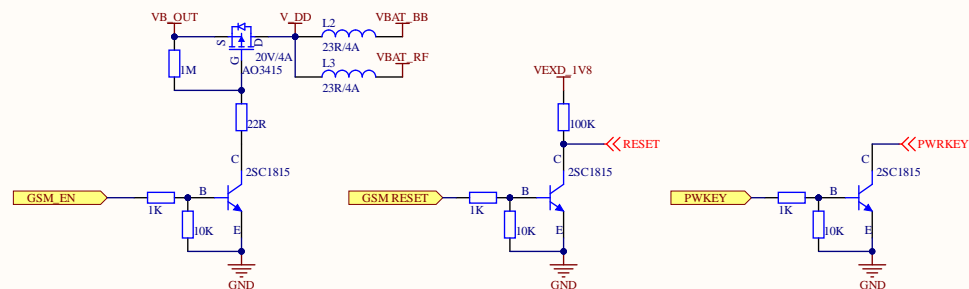 VB_OUT
V_DD
L2
VBAT_BB
S
D
23R/4A
20V/4A
VBAT_RF
G
1M
AO3415
L3
23R/4A
VEXD_1V8
22R
100K
RESET
PWRKEY
C
2SC1815
C
2SC1815
C
2SC1815
GSM_EN
B
GSM RESET
B
PWKEY
B
1K
1K
1K
10K
E
10K
E
10K
E
GND
GND
GND